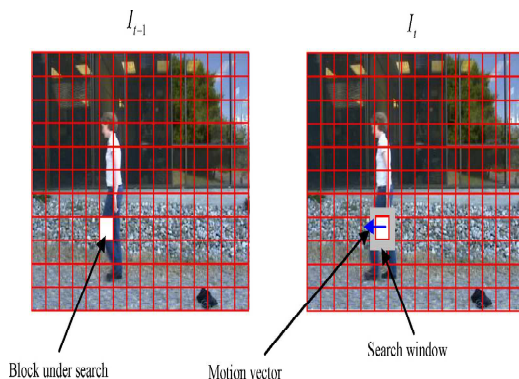 I_{t-1}
I_t
Block under search
Motion vector
Search window